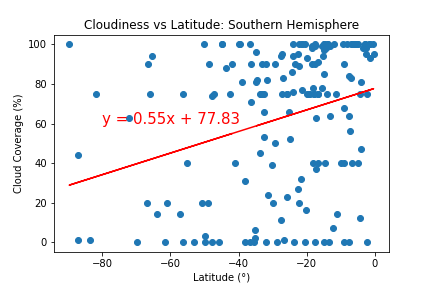 Cloudiness vs Latitude: Southern Hemisphere
100
80
60
40
20
0
Cloud Coverage (%)
y = 0.55x + 77.83
−80
−60
−40
−20
0
Latitude (°)